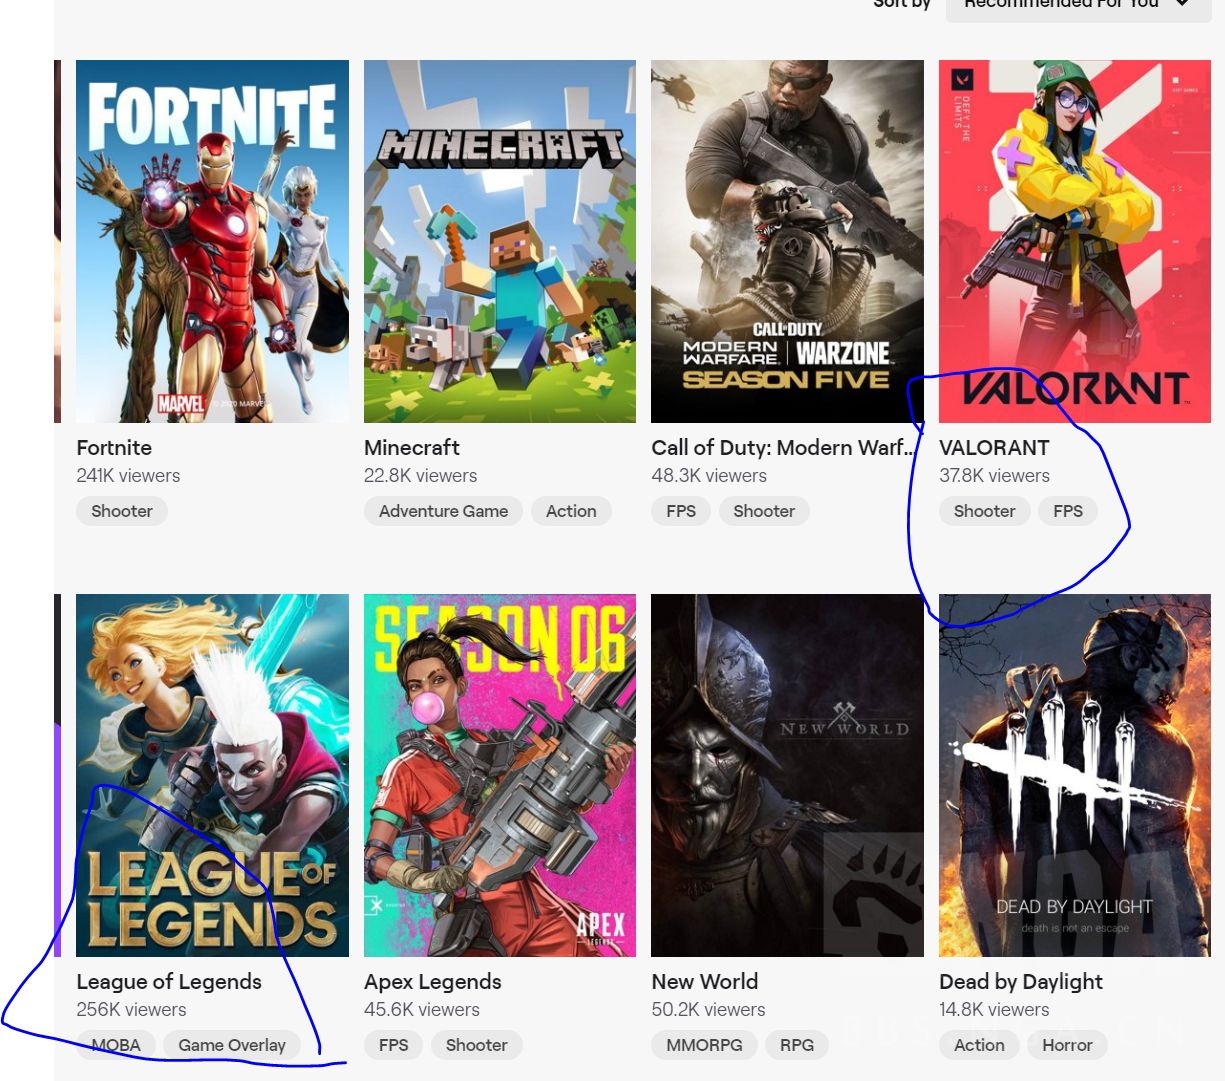 Sort by Recommended For You
FORTNITE
MARVEL © 2020 MARVEL
Fortnite
241K viewers
Shooter
MINECRAFT
Minecraft
22.8K viewers
Adventure Game Action
CALL OF DUTY
MODERN WARFARE WARZONE
SEASON FIVE
Call of Duty: Modern Warf...
48.3K viewers
FPS Shooter
DEFY THE
LIMITS
VALORANT
VALORANT
37.8K viewers
Shooter FPS
LEAGUE OF
LEGENDS
League of Legends
256K viewers
MOBA Game Overlay
SEASON 06
APEX
LEGENDS
Apex Legends
45.6K viewers
FPS Shooter
NEW WORLD
New World
50.2K viewers
MMORPG RPG
DEAD BY DAYLIGHT
death is not an escape
Dead by Daylight
14.8K viewers
Action Horror